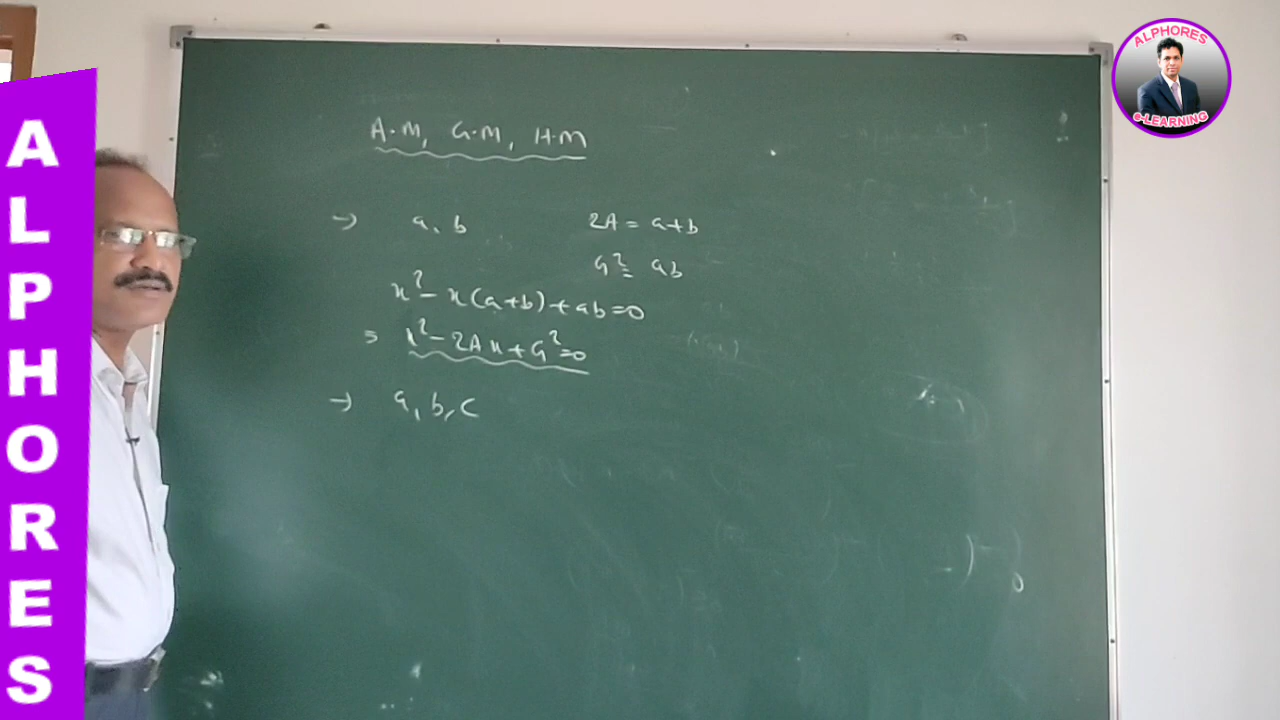 ALPHORES
ALPHORES
e-LEARNING
A.M, G.M, H.M
→ a, b 2A = a+b
G² = ab
x² - x(a+b) + ab = 0
⇒ x² - 2Ax + G² = 0
→ a, b, c